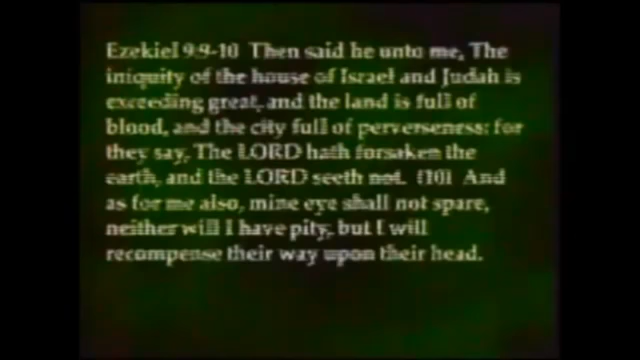 Ezekiel 9:9-10 Then said he unto me, The
iniquity of the house of Israel and Judah is
exceeding great, and the land is full of
blood, and the city full of perverseness: for
they say, The LORD hath forsaken the
earth, and the LORD seeth not. (10) And
as for me also, mine eye shall not spare,
neither will I have pity, but I will
recompense their way upon their head.